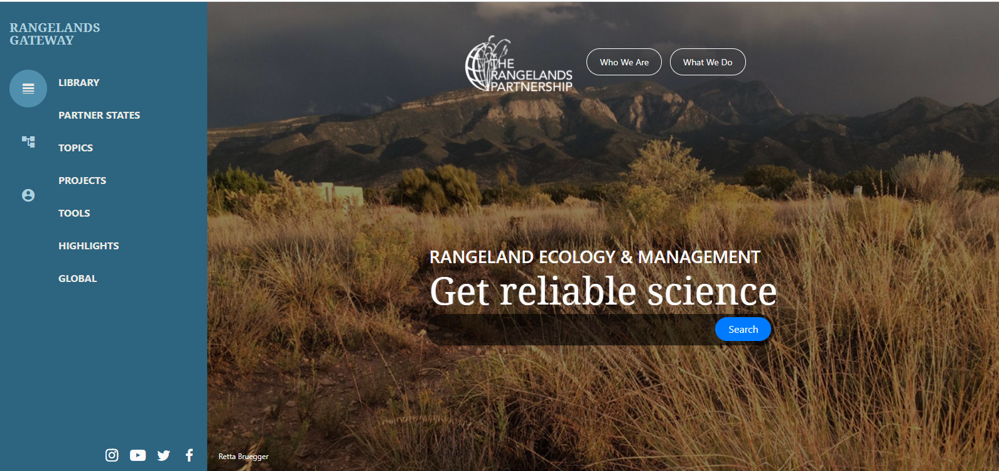 RANGELANDS
GATEWAY
LIBRARY
PARTNER STATES
TOPICS
PROJECTS
TOOLS
HIGHLIGHTS
GLOBAL
THE
RANGELANDS
PARTNERSHIP
Who We Are
What We Do
RANGELAND ECOLOGY & MANAGEMENT
Get reliable science
Search
Retta Bruegger